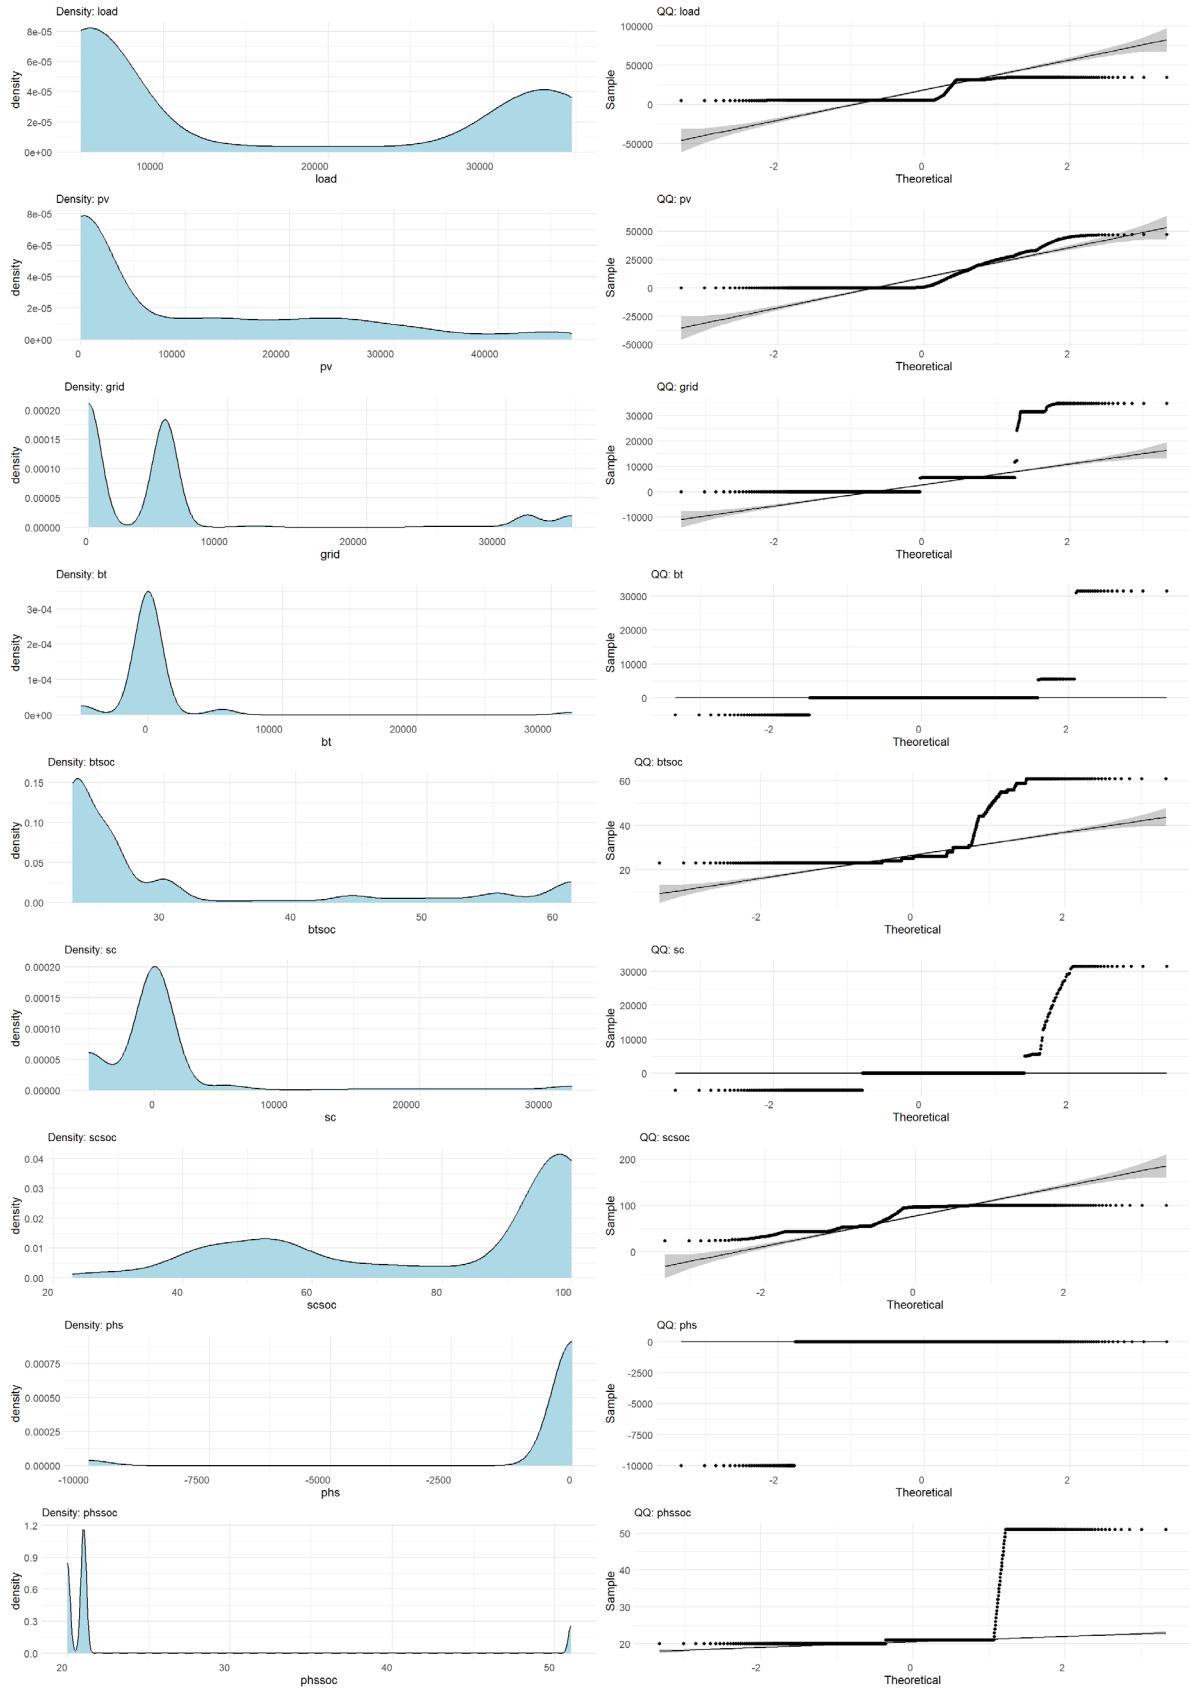 Density: load
8e-05
6e-05
4e-05
2e-05
0e+00
density
10000 20000 30000
load
QQ: load
100000
50000
0
-50000
Sample
-2 0 2
Theoretical
Density: pv
8e-05
6e-05
4e-05
2e-05
0e+00
density
0 10000 20000 30000 40000
pv
QQ: pv
50000
25000
0
-25000
-50000
Sample
-2 0 2
Theoretical
Density: grid
0.00020
0.00015
0.00010
0.00005
0.00000
density
0 10000 20000 30000
grid
QQ: grid
30000
20000
10000
0
-10000
Sample
-2 0 2
Theoretical
Density: bt
3e-04
2e-04
1e-04
0e+00
density
0 10000 20000 30000
bt
QQ: bt
30000
20000
10000
0
Sample
-2 0 2
Theoretical
Density: btsoc
0.15
0.10
0.05
0.00
density
30 40 50 60
btsoc
QQ: btsoc
60
40
20
Sample
-2 0 2
Theoretical
Density: sc
0.00020
0.00015
0.00010
0.00005
0.00000
density
0 10000 20000 30000
sc
QQ: sc
30000
20000
10000
0
Sample
-2 0 2
Theoretical
Density: scsoc
0.04
0.03
0.02
0.01
0.00
density
20 40 60 80 100
scsoc
QQ: scsoc
200
100
0
Sample
-2 0 2
Theoretical
Density: phs
0.00075
0.00050
0.00025
0.00000
density
-10000 -7500 -5000 -2500 0
phs
QQ: phs
0
-2500
-5000
-7500
-10000
Sample
-2 0 2
Theoretical
Density: phssoc
1.2
0.9
0.6
0.3
0.0
density
20 30 40 50
phssoc
QQ: phssoc
50
40
30
20
Sample
-2 0 2
Theoretical